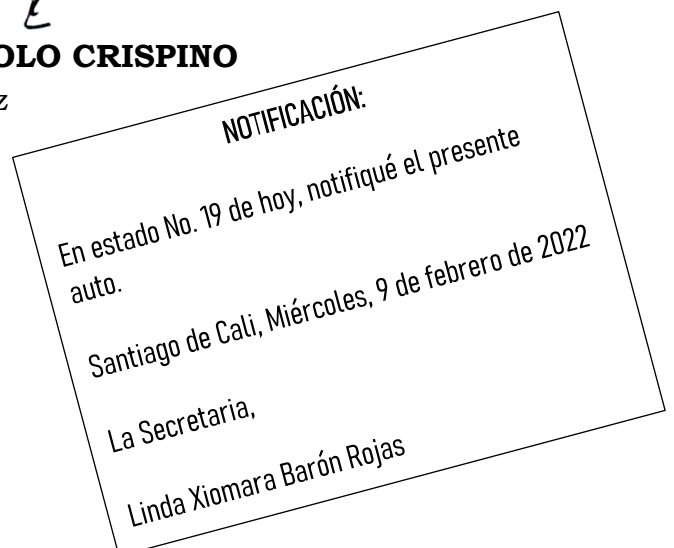 OLO CRISPINO
z
NOTIFICACIÓN:
En estado No. 19 de hoy, notifiqué el presente
auto.
Santiago de Cali, Miércoles, 9 de febrero de 2022
La Secretaria,
Linda Xiomara Barón Rojas